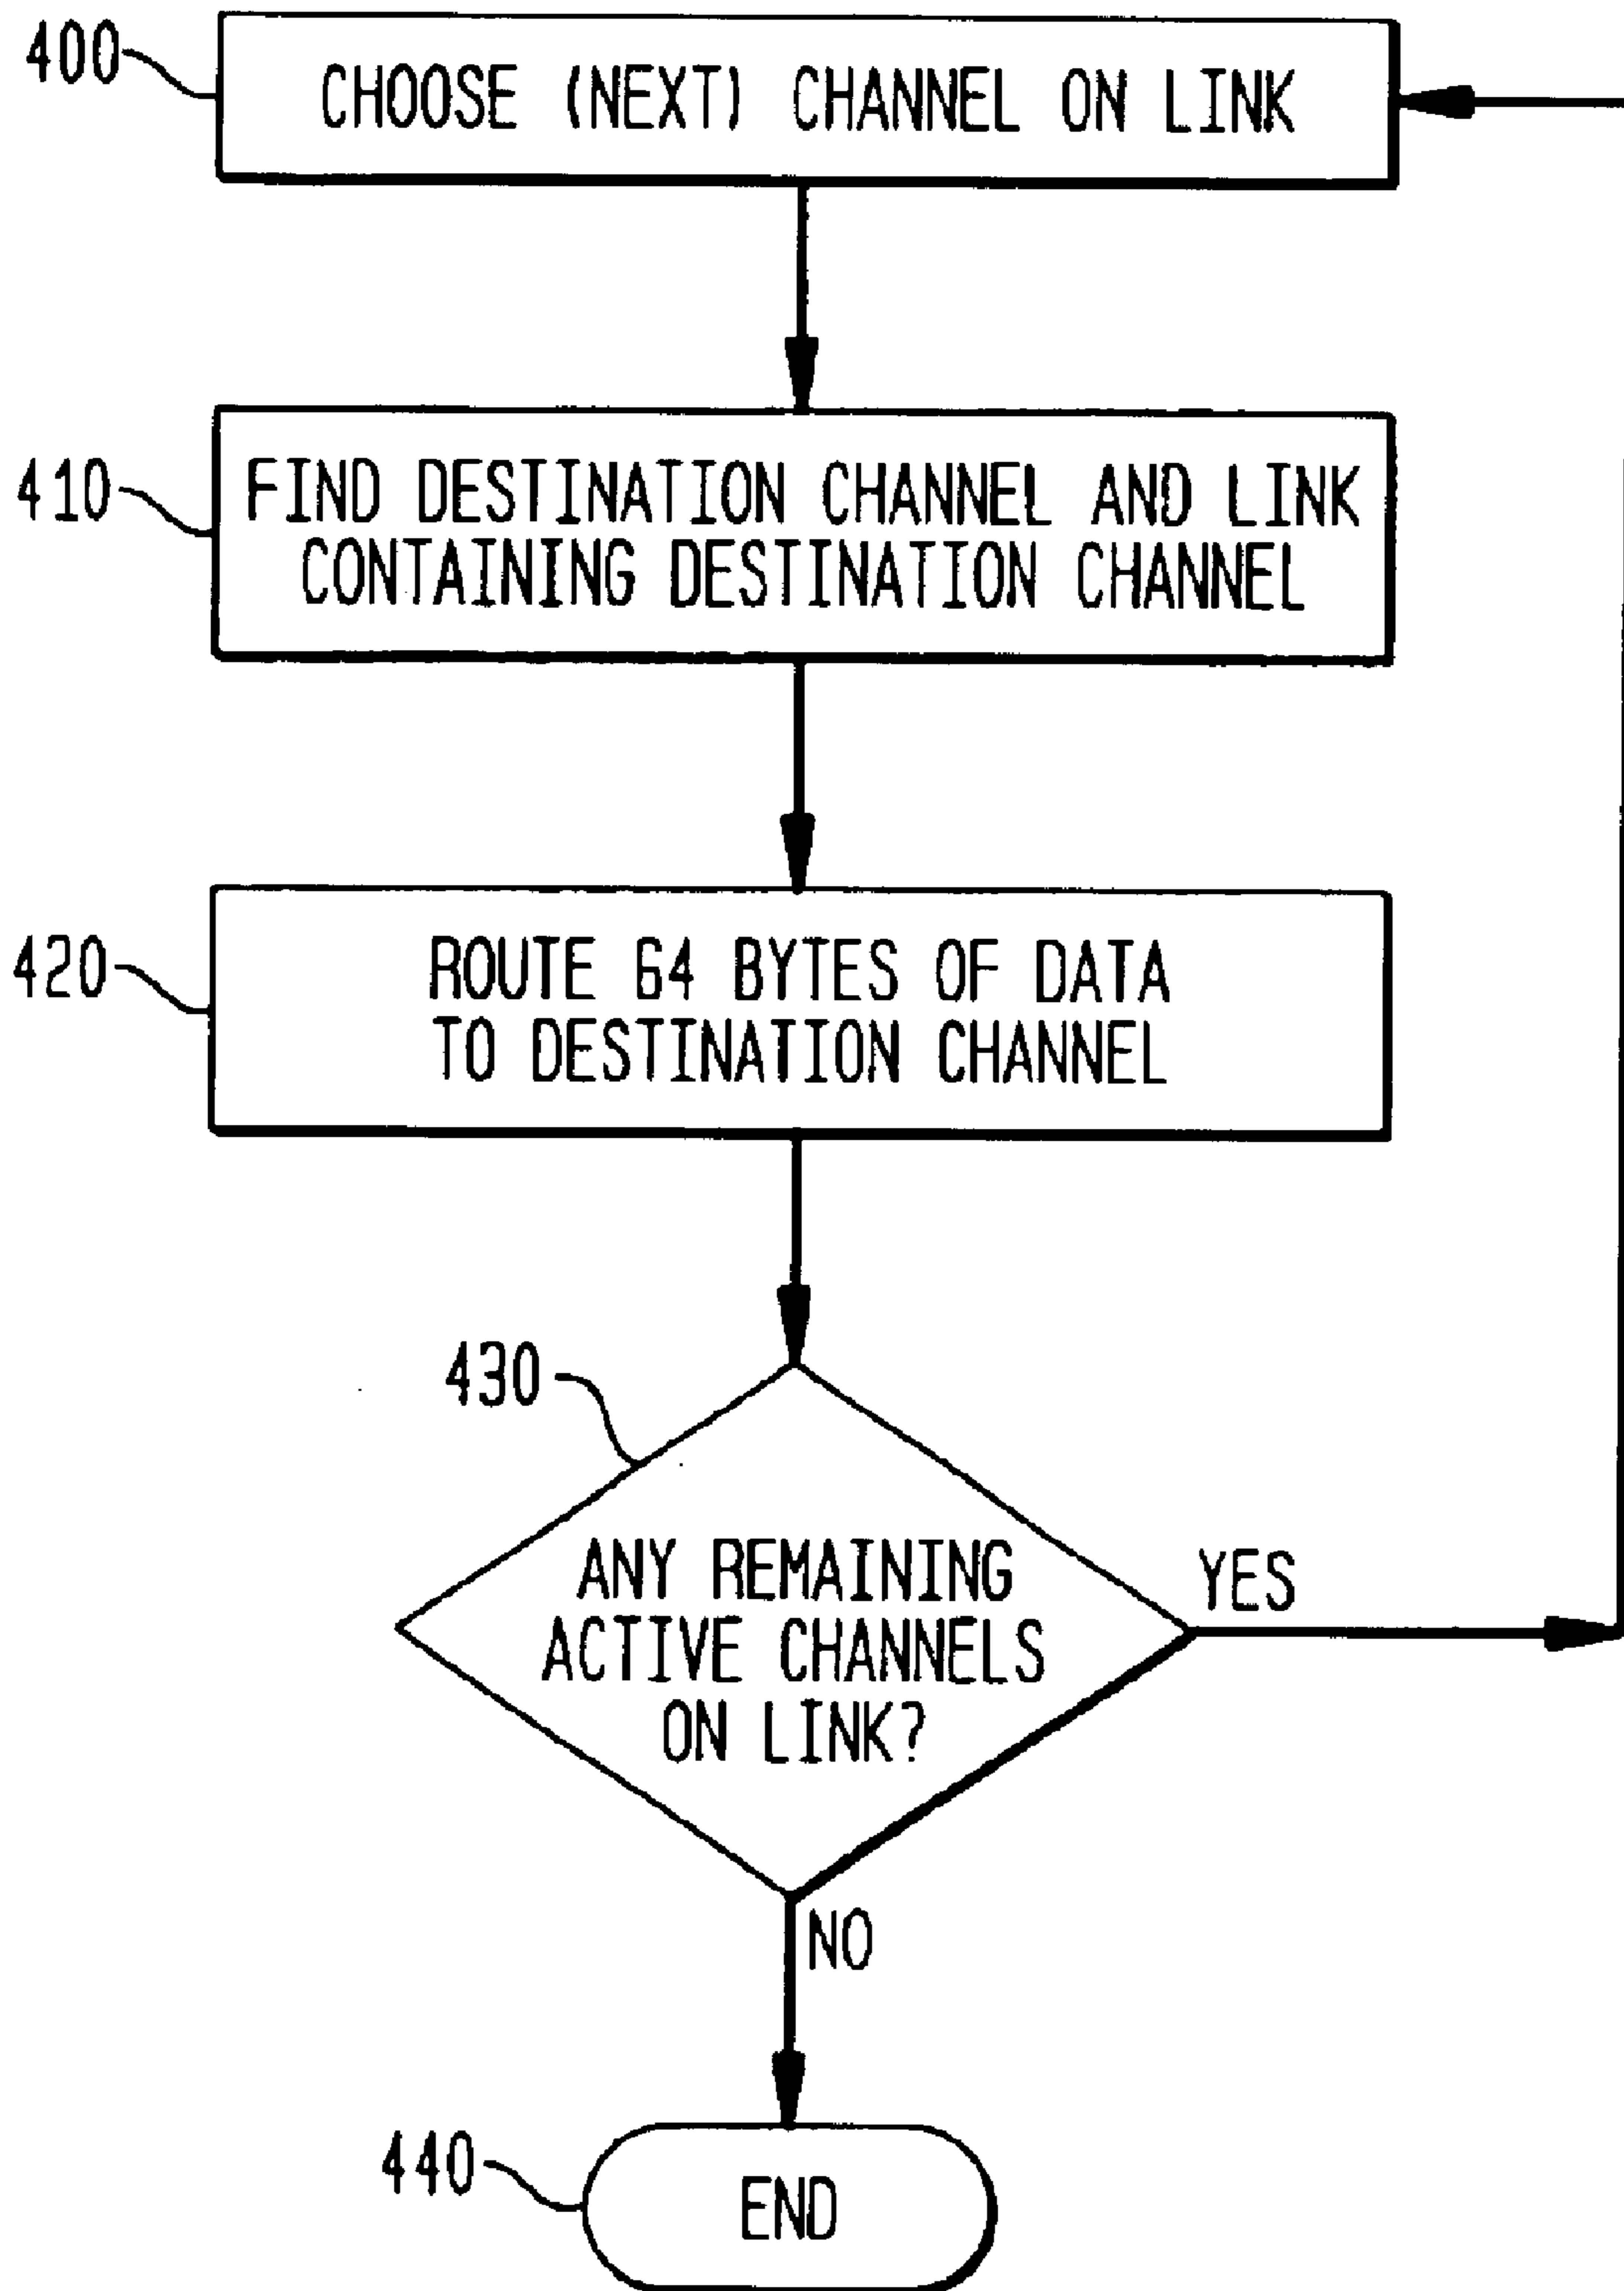 400
CHOOSE (NEXT) CHANNEL ON LINK
410
FIND DESTINATION CHANNEL AND LINK
CONTAINING DESTINATION CHANNEL
420
ROUTE 64 BYTES OF DATA
TO DESTINATION CHANNEL
430
ANY REMAINING
ACTIVE CHANNELS
ON LINK?
YES
NO
440
END